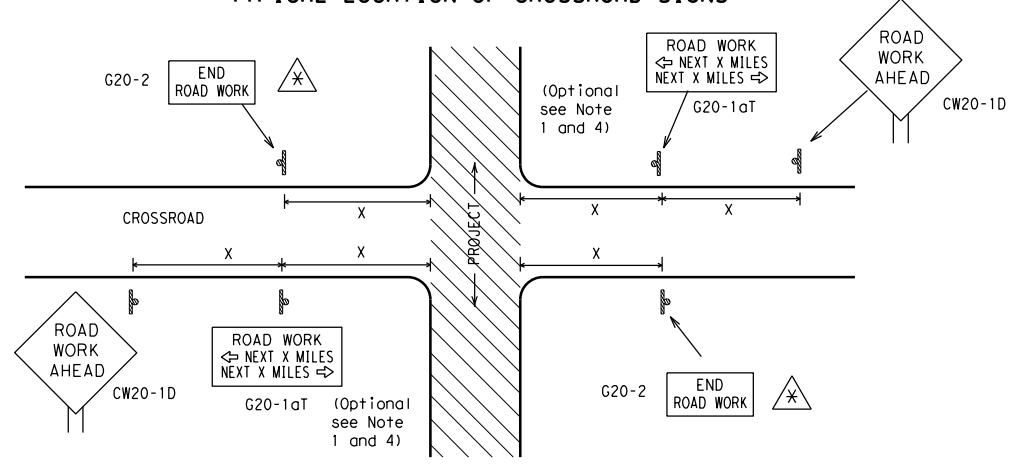 TYPICAL LOCATION OF CROSSROAD SIGNS
ROAD
WORK
AHEAD
CW20-1D
ROAD WORK
⇦ NEXT X MILES
NEXT X MILES ⇨
G20-1aT
(Optional
see Note
1 and 4)
G20-2
END
ROAD WORK
*
X
X
X
CROSSROAD
PROJECT
X
X
X
ROAD
WORK
AHEAD
CW20-1D
ROAD WORK
⇦ NEXT X MILES
NEXT X MILES ⇨
G20-1aT
(Optional
see Note
1 and 4)
G20-2
END
ROAD WORK
*